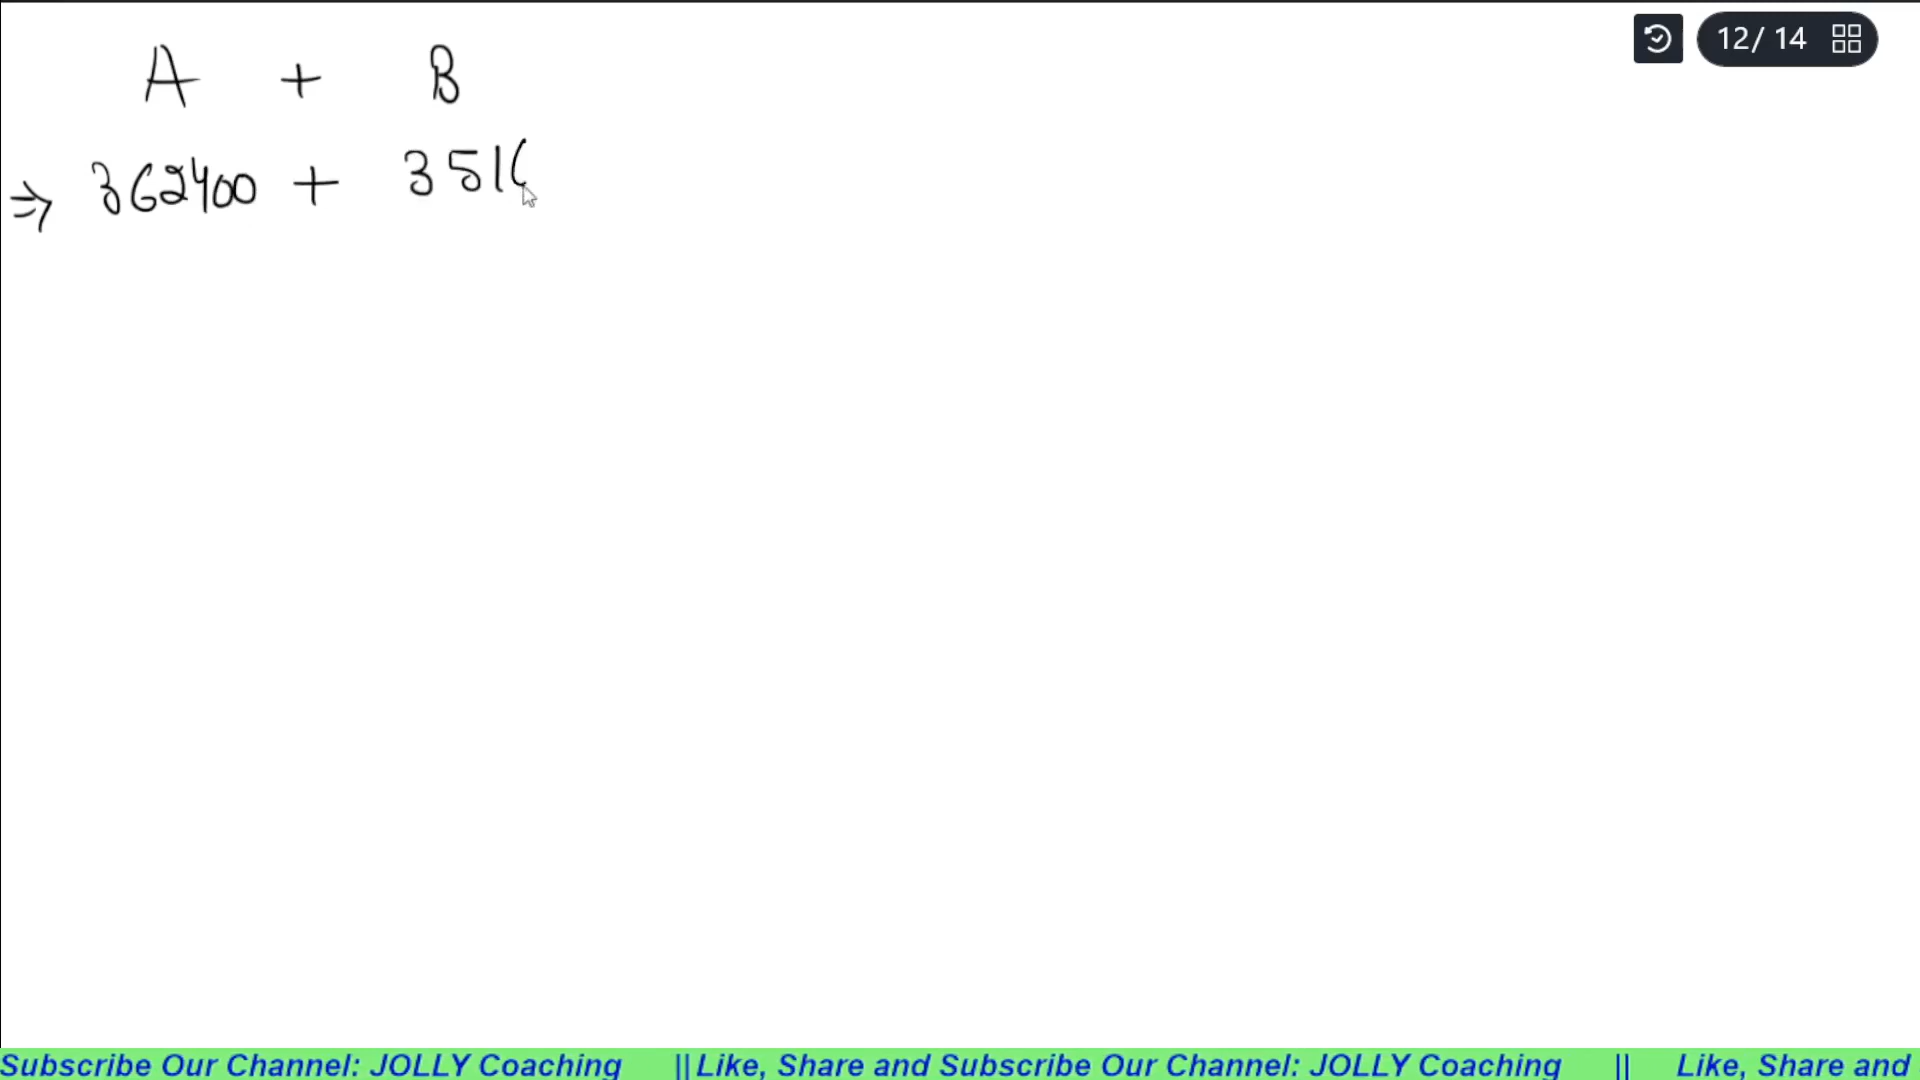 12/ 14
A + B
⇒ 362400 + 351
Subscribe Our Channel: JOLLY Coaching || Like, Share and Subscribe Our Channel: JOLLY Coaching || Like, Share and